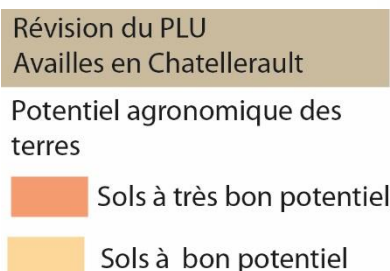 Révision du PLU
Availles en Chatellerault
Potentiel agronomique des
terres
Sols à très bon potentiel
Sols à bon potentiel